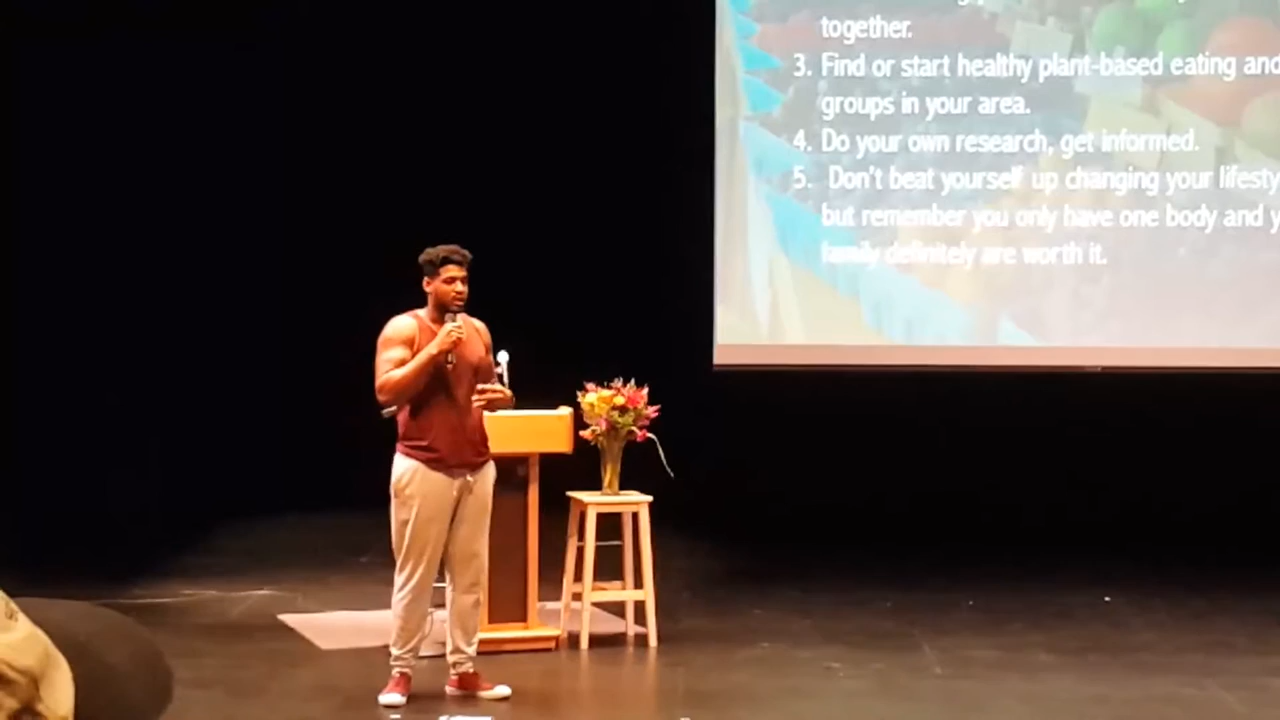 together.
3. Find or start healthy plant-based eating and
groups in your area.
4. Do your own research, get informed.
5. Don't beat yourself up changing your lifesty
but remember you only have one body and y
family definitely are worth it.